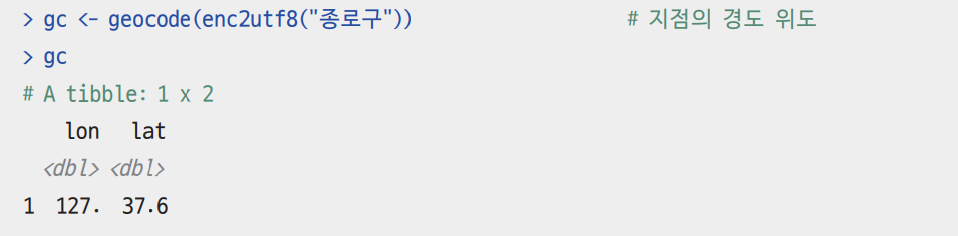 > gc <- geocode(enc2utf8("종로구")) # 지점의 경도 위도
> gc
# A tibble: 1 x 2
lon lat
<dbl> <dbl>
1 127. 37.6